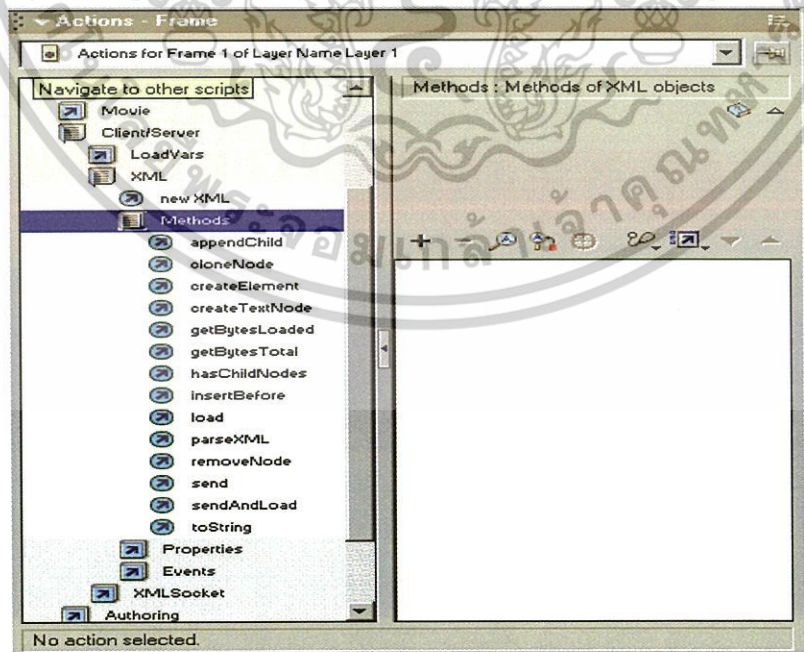 Actions - Frame
Actions for Frame 1 of Layer Name Layer 1
Navigate to other scripts
Methods : Methods of XML objects
Movie
Client/Server
LoadVars
XML
new XML
Methods
appendChild
cloneNode
createElement
createTextNode
getBytesLoaded
getBytesTotal
hasChildNodes
insertBefore
load
parseXML
removeNode
send
sendAndLoad
toString
Properties
Events
XMLSocket
Authoring
No action selected.